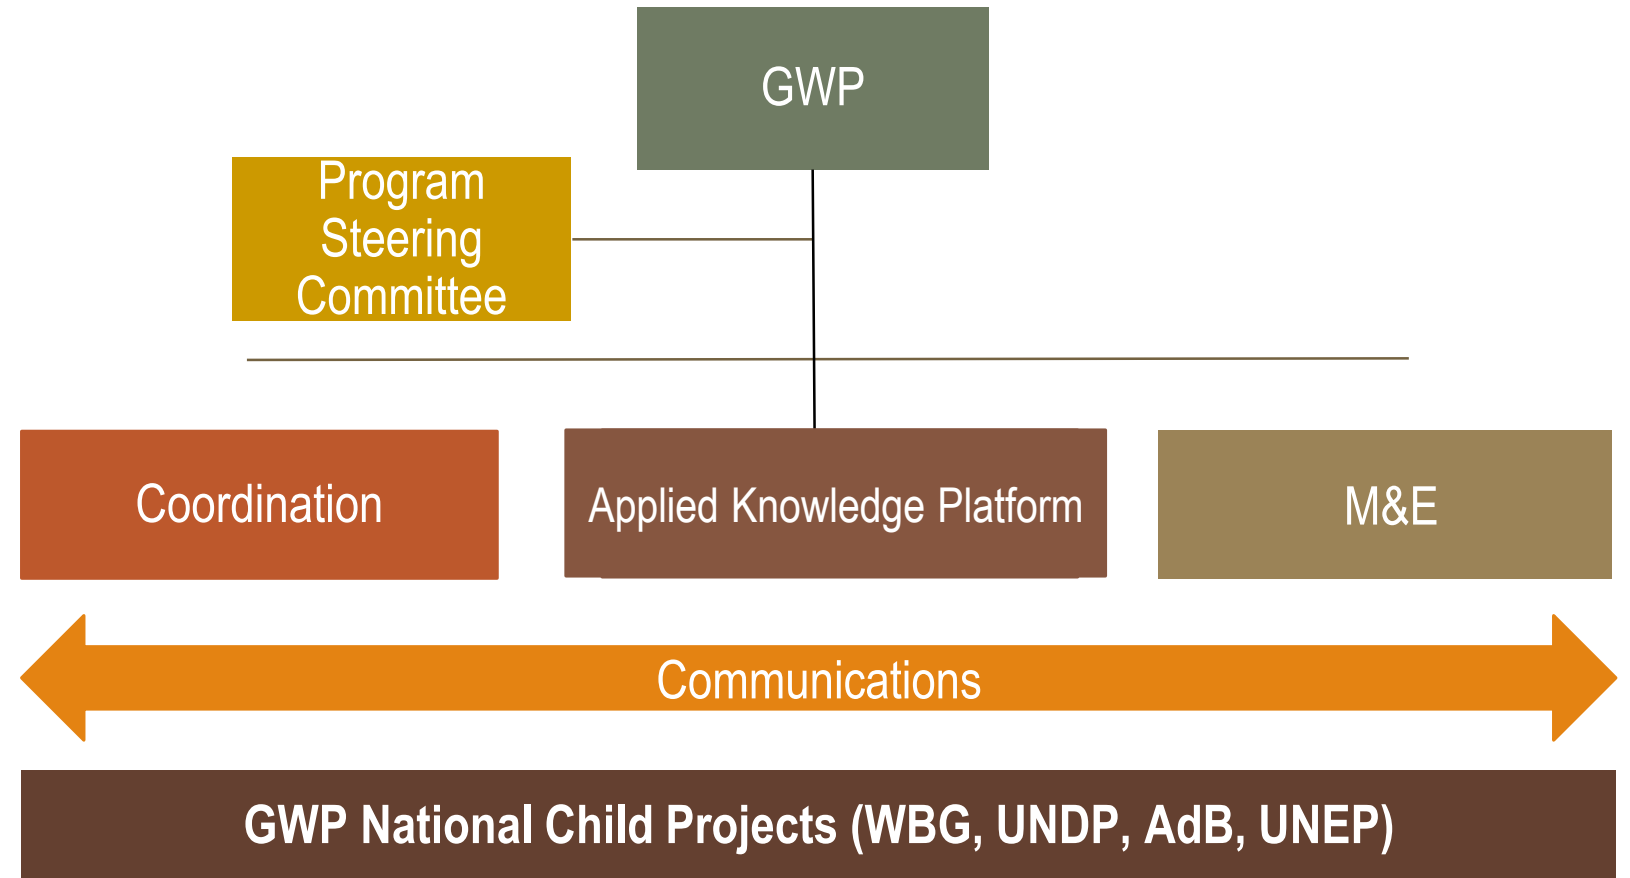 GWP
Program
Steering
Committee
Coordination
Applied Knowledge Platform
M&E
Communications
GWP National Child Projects (WBG, UNDP, AdB, UNEP)